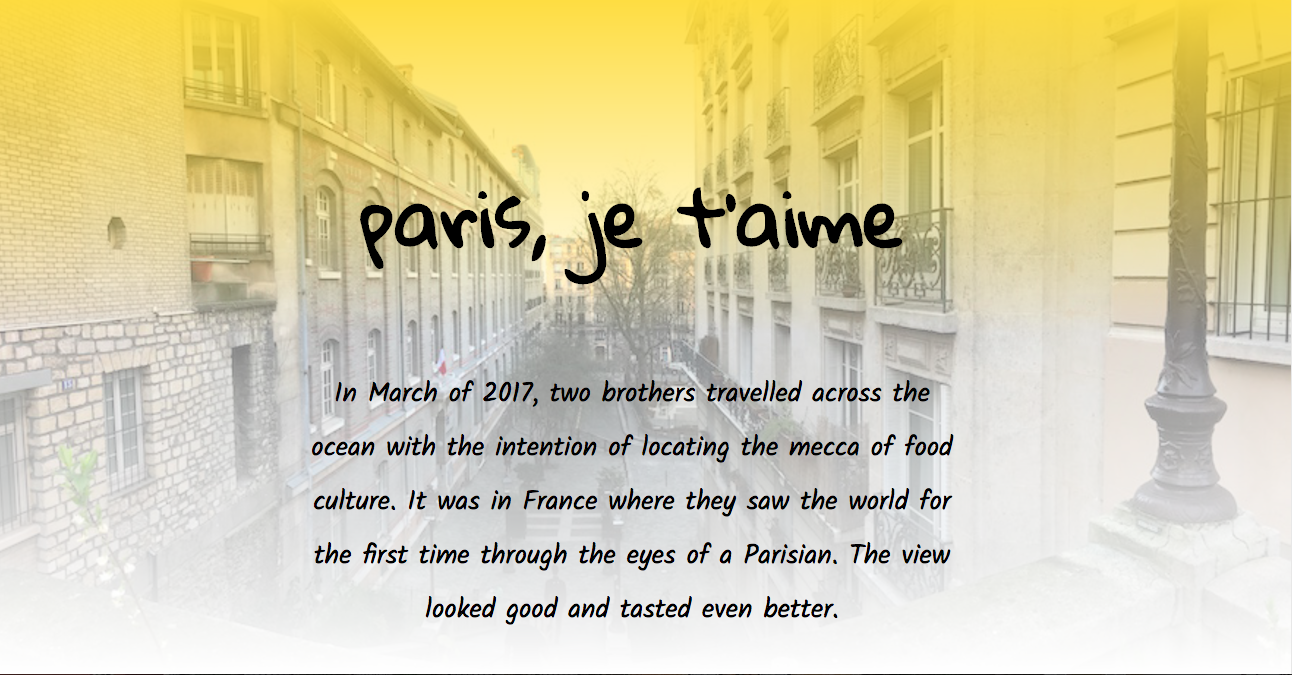 paris, je t'aime
In March of 2017, two brothers travelled across the
ocean with the intention of locating the mecca of food
culture. It was in France where they saw the world for
the first time through the eyes of a Parisian. The view
looked good and tasted even better.